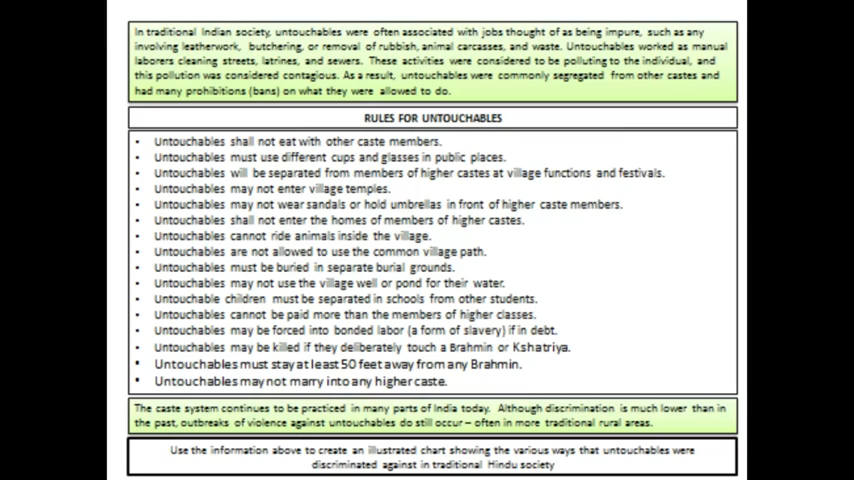 In traditional Indian society, untouchables were often associated with jobs thought of as being impure, such as any
involving leatherwork, butchering, or removal of rubbish, animal carcasses, and waste. Untouchables worked as manual
laborers cleaning streets, latrines, and sewers. These activities were considered to be polluting to the individual, and
this pollution was considered contagious. As a result, untouchables were commonly segregated from other castes and
had many prohibitions (bans) on what they were allowed to do.
RULES FOR UNTOUCHABLES
• Untouchables shall not eat with other caste members.
• Untouchables must use different cups and glasses in public places.
• Untouchables will be separated from members of higher castes at village functions and festivals.
• Untouchables may not enter village temples.
• Untouchables may not wear sandals or hold umbrellas in front of higher caste members.
• Untouchables shall not enter the homes of members of higher castes.
• Untouchables cannot ride animals inside the village.
• Untouchables are not allowed to use the common village path.
• Untouchables must be buried in separate burial grounds.
• Untouchables may not use the village well or pond for their water.
• Untouchable children must be separated in schools from other students.
• Untouchables cannot be paid more than the members of higher classes.
• Untouchables may be forced into bonded labor (a form of slavery) if in debt.
• Untouchables may be killed if they deliberately touch a Brahmin or Kshatriya.
• Untouchables must stay at least 50 feet away from any Brahmin.
• Untouchables may not marry into any higher caste.
The caste system continues to be practiced in many parts of India today. Although discrimination is much lower than in
the past, outbreaks of violence against untouchables do still occur – often in more traditional rural areas.
Use the information above to create an illustrated chart showing the various ways that untouchables were
discriminated against in traditional Hindu society